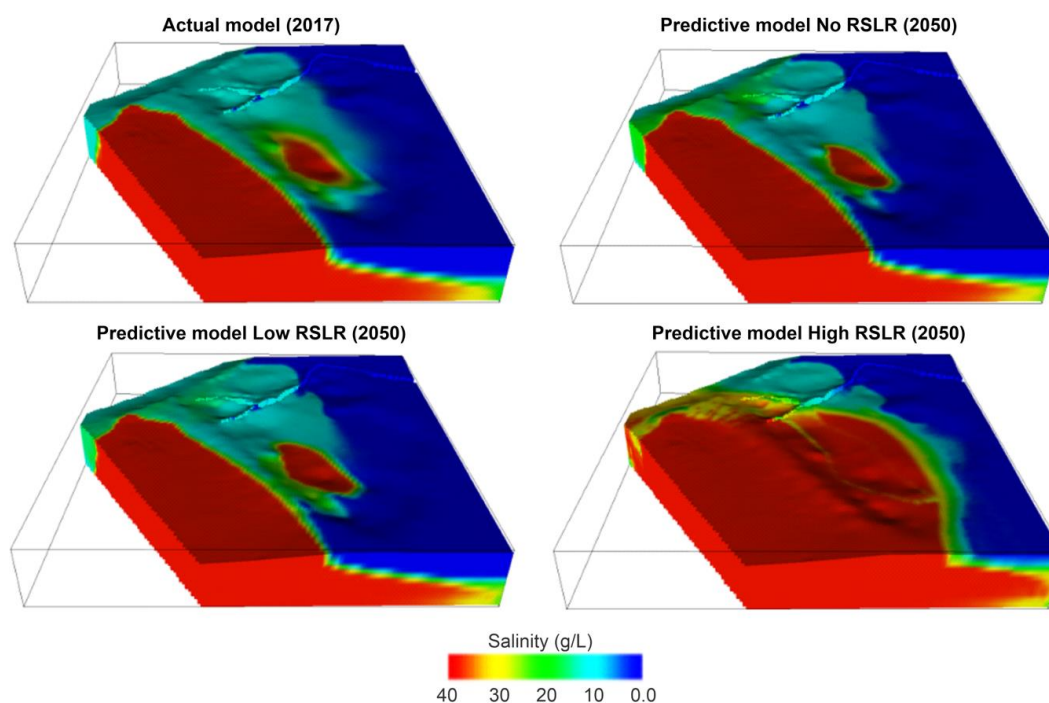 Actual model (2017)
Predictive model No RSLR (2050)
Predictive model Low RSLR (2050)
Predictive model High RSLR (2050)
Salinity (g/L)
40 30 20 10 0.0